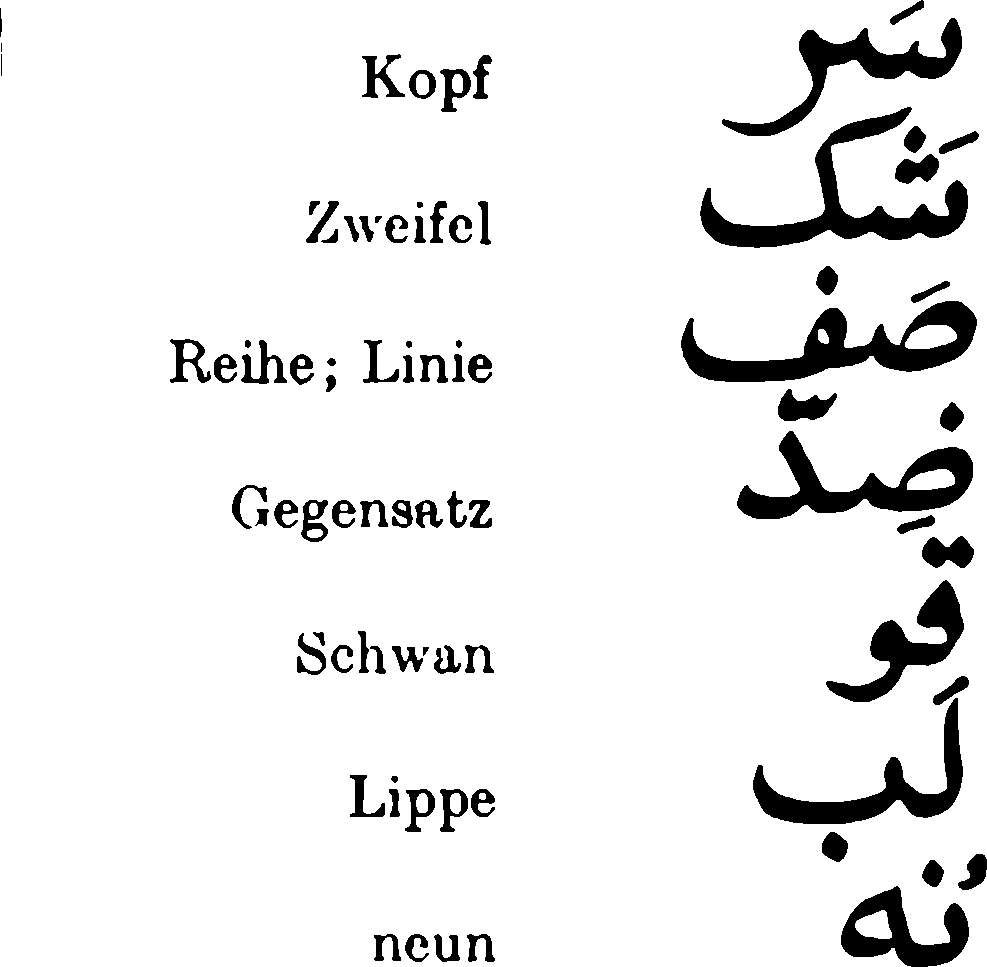 Kopf سَر
Zweifel شَک
Reihe; Linie صَف
Gegensatz ضِدّ
Schwan قو
Lippe لَب
neun نُه